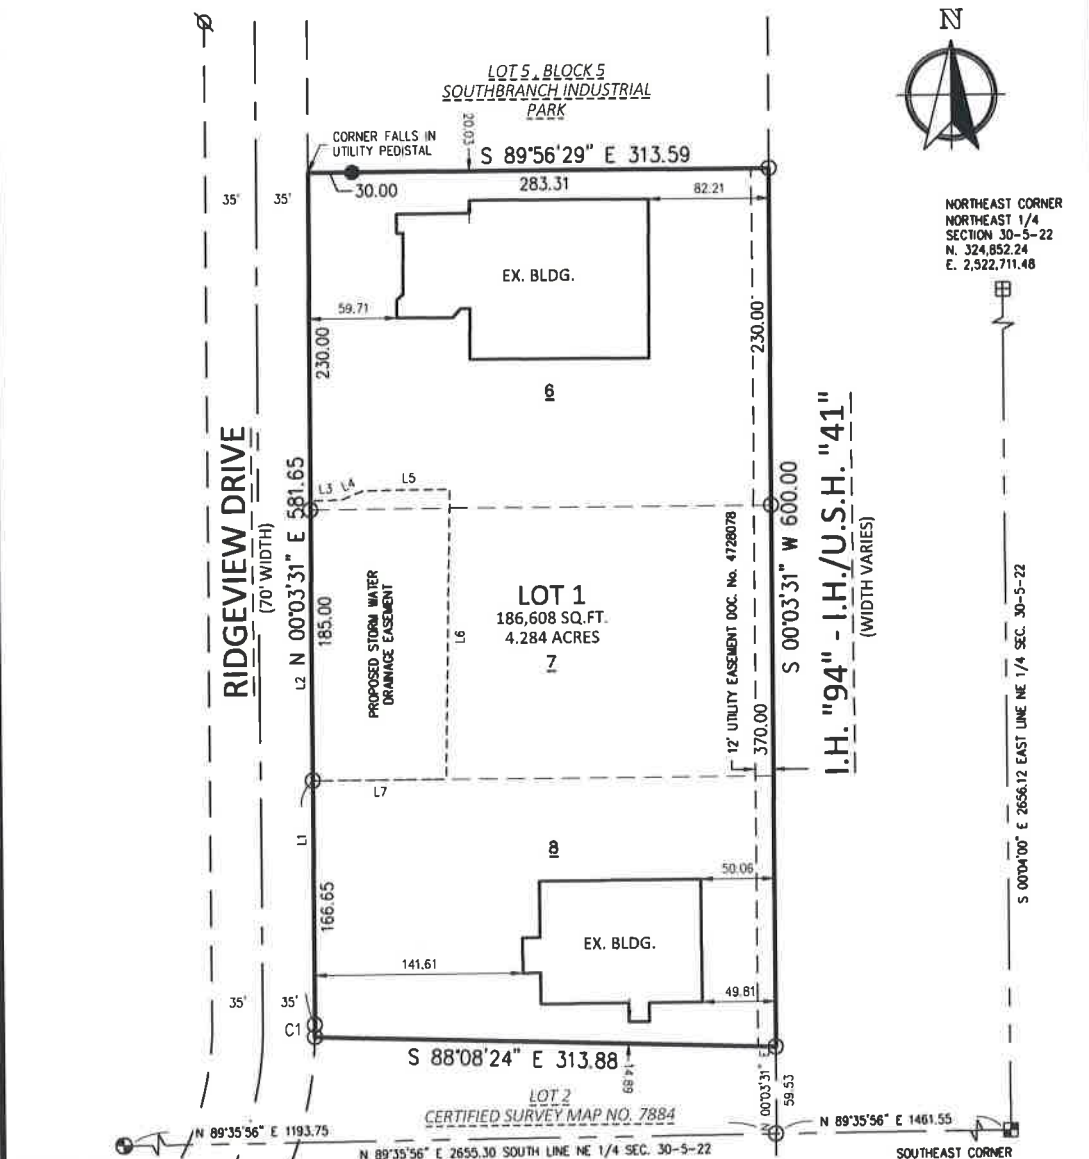 N
LOT 5, BLOCK 5
SOUTHBRANCH INDUSTRIAL
PARK
CORNER FALLS IN
UTILITY PEDISTAL
20.03
S 89°56'29" E 313.59
30.00
283.31
82.21
35'
35'
NORTHEAST CORNER
NORTHEAST 1/4
SECTION 30-5-22
N. 324,852.24
E. 2,522,711.48
EX. BLDG.
59.71
230.00
230.00'
6
RIDGEVIEW DRIVE
(70' WIDTH)
N 00°03'31" E 581.65
L3
L4
L5
S 00°03'31" W 600.00
I.H. "94" - I.H./U.S.H. "41"
(WIDTH VARIES)
L2
185.00
PROPOSED STORM WATER
DRAINAGE EASEMENT
L6
LOT 1
186,608 SQ.FT.
4.284 ACRES
7
12' UTILITY EASEMENT DOC. No. 4728078
370.00
S 00°04'00" E 2656.12 EAST LINE NE 1/4 SEC. 30-5-22
L7
L1
8
50.06
166.65
EX. BLDG.
141.61
49.81
35'
35'
C1
S 88°08'24" E 313.88
14.89
LOT 2
CERTIFIED SURVEY MAP NO. 7884
N 00°03'31" E
59.53
N 89°35'56" E 1193.75
N 89°35'56" E 1461.55
N 89°35'56" E 2655.30 SOUTH LINE NE 1/4 SEC. 30-5-22
SOUTHEAST CORNER